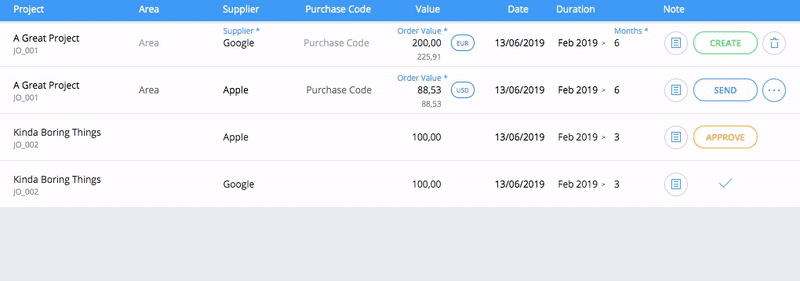 Project Area Supplier Purchase Code Value Date Duration Note
Supplier * Order Value * Months *
A Great Project Area Google Purchase Code 200,00 EUR 13/06/2019 Feb 2019 > 6 CREATE
JO_001 225,91
Order Value *
A Great Project Area Apple Purchase Code 88,53 USD 13/06/2019 Feb 2019 > 6 SEND
JO_001 88,53
Kinda Boring Things Apple 100,00 13/06/2019 Feb 2019 > 3 APPROVE
JO_002
Kinda Boring Things Google 100,00 13/06/2019 Feb 2019 > 3
JO_002